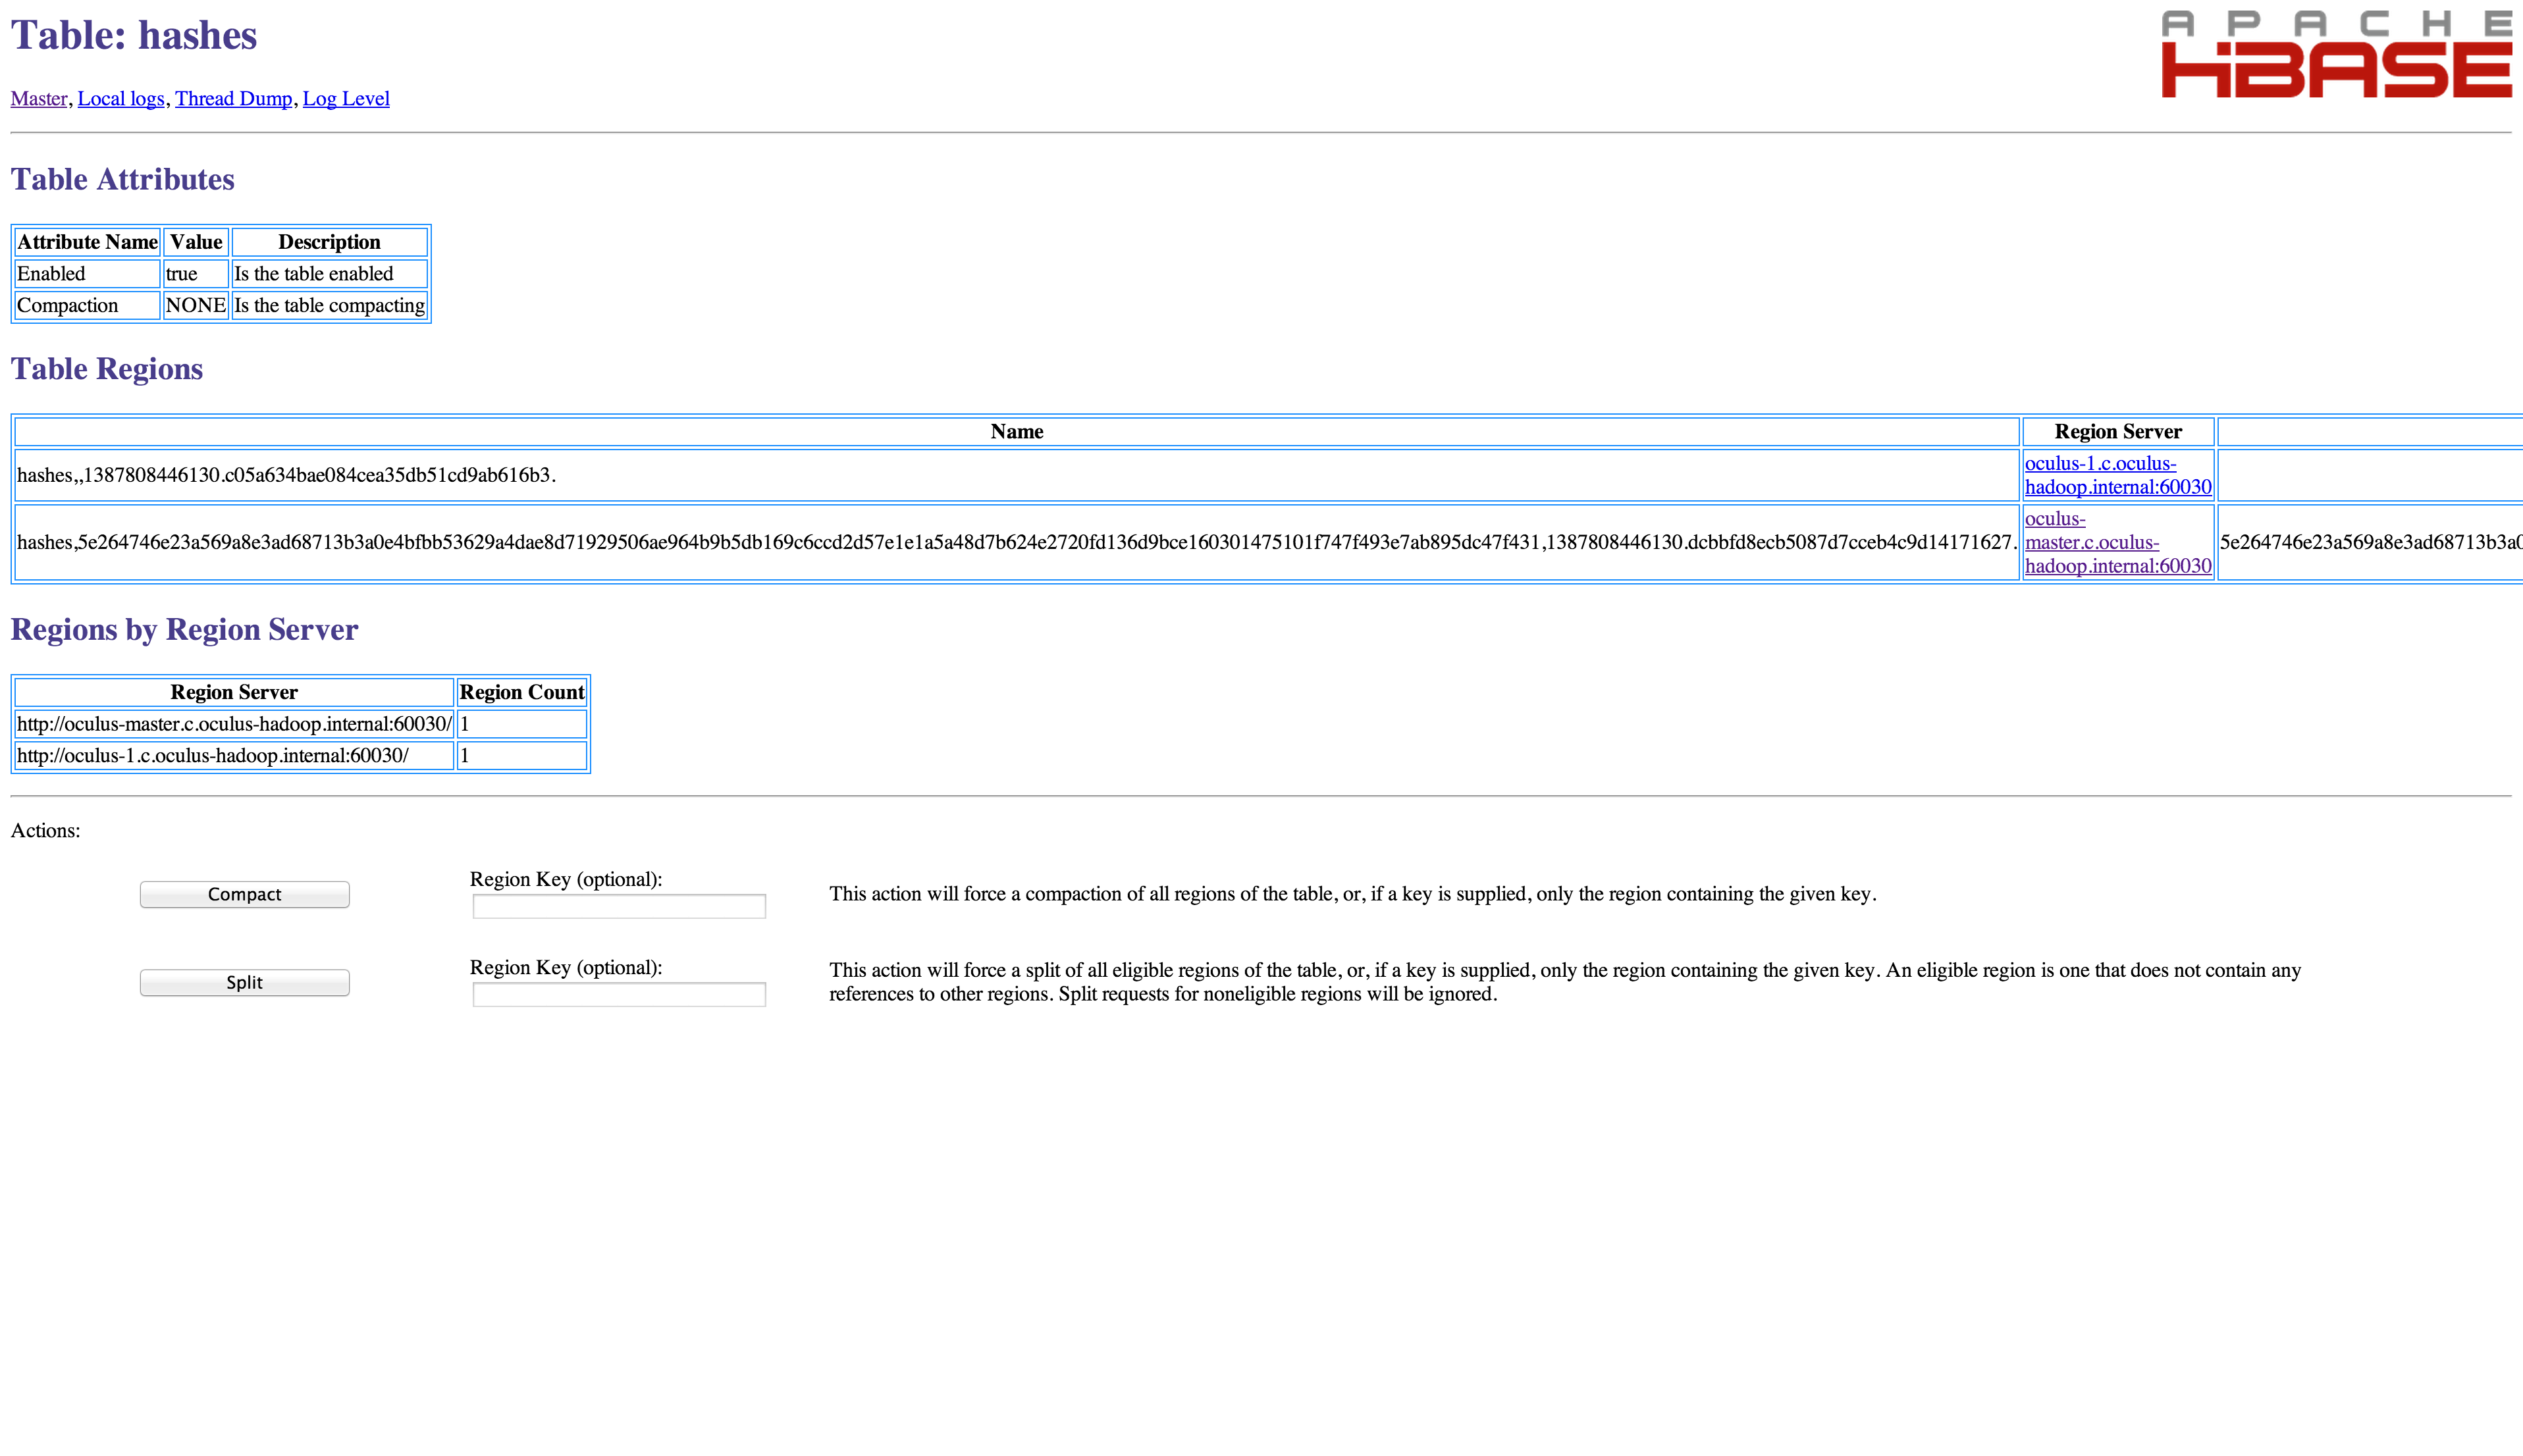 Table: hashes
APACHE
HBASE
Master, Local logs, Thread Dump, Log Level
Table Attributes
Attribute Name Value Description
Enabled true Is the table enabled
Compaction NONE Is the table compacting
Table Regions
Name Region Server
hashes,,1387808446130.c05a634bae084cea35db51cd9ab616b3. oculus-1.c.oculus-
hadoop.internal:60030
hashes,5e264746e23a569a8e3ad68713b3a0e4bfbb53629a4dae8d71929506ae964b9b5db169c6ccd2d57e1e1a5a48d7b624e2720fd136d9bce160301475101f747f493e7ab895dc47f431,1387808446130.dcbbfd8ecb5087d7cceb4c9d14171627. oculus-
master.c.oculus-
hadoop.internal:60030
5e264746e23a569a8e3ad68713b3a0
Regions by Region Server
Region Server Region Count
http://oculus-master.c.oculus-hadoop.internal:60030/ 1
http://oculus-1.c.oculus-hadoop.internal:60030/ 1
Actions:
Compact
Region Key (optional):
This action will force a compaction of all regions of the table, or, if a key is supplied, only the region containing the given key.
Split
Region Key (optional):
This action will force a split of all eligible regions of the table, or, if a key is supplied, only the region containing the given key. An eligible region is one that does not contain any
references to other regions. Split requests for noneligible regions will be ignored.